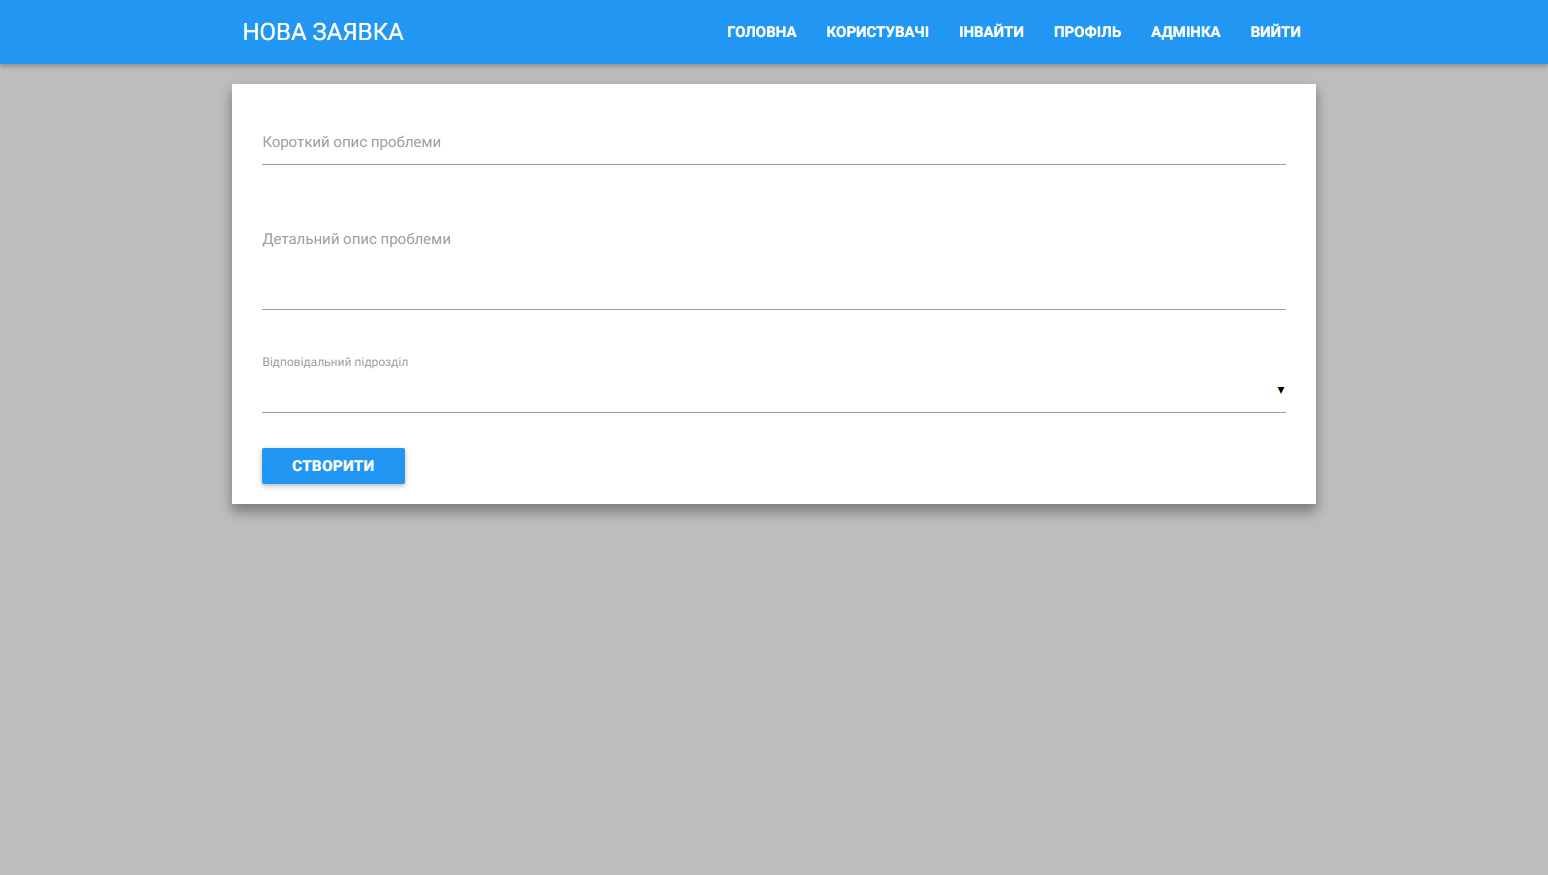 НОВА ЗАЯВКА
ГОЛОВНА КОРИСТУВАЧІ ІНВАЙТИ ПРОФІЛЬ АДМІНКА ВИЙТИ
Короткий опис проблеми
Детальний опис проблеми
Відповідальний підрозділ
СТВОРИТИ